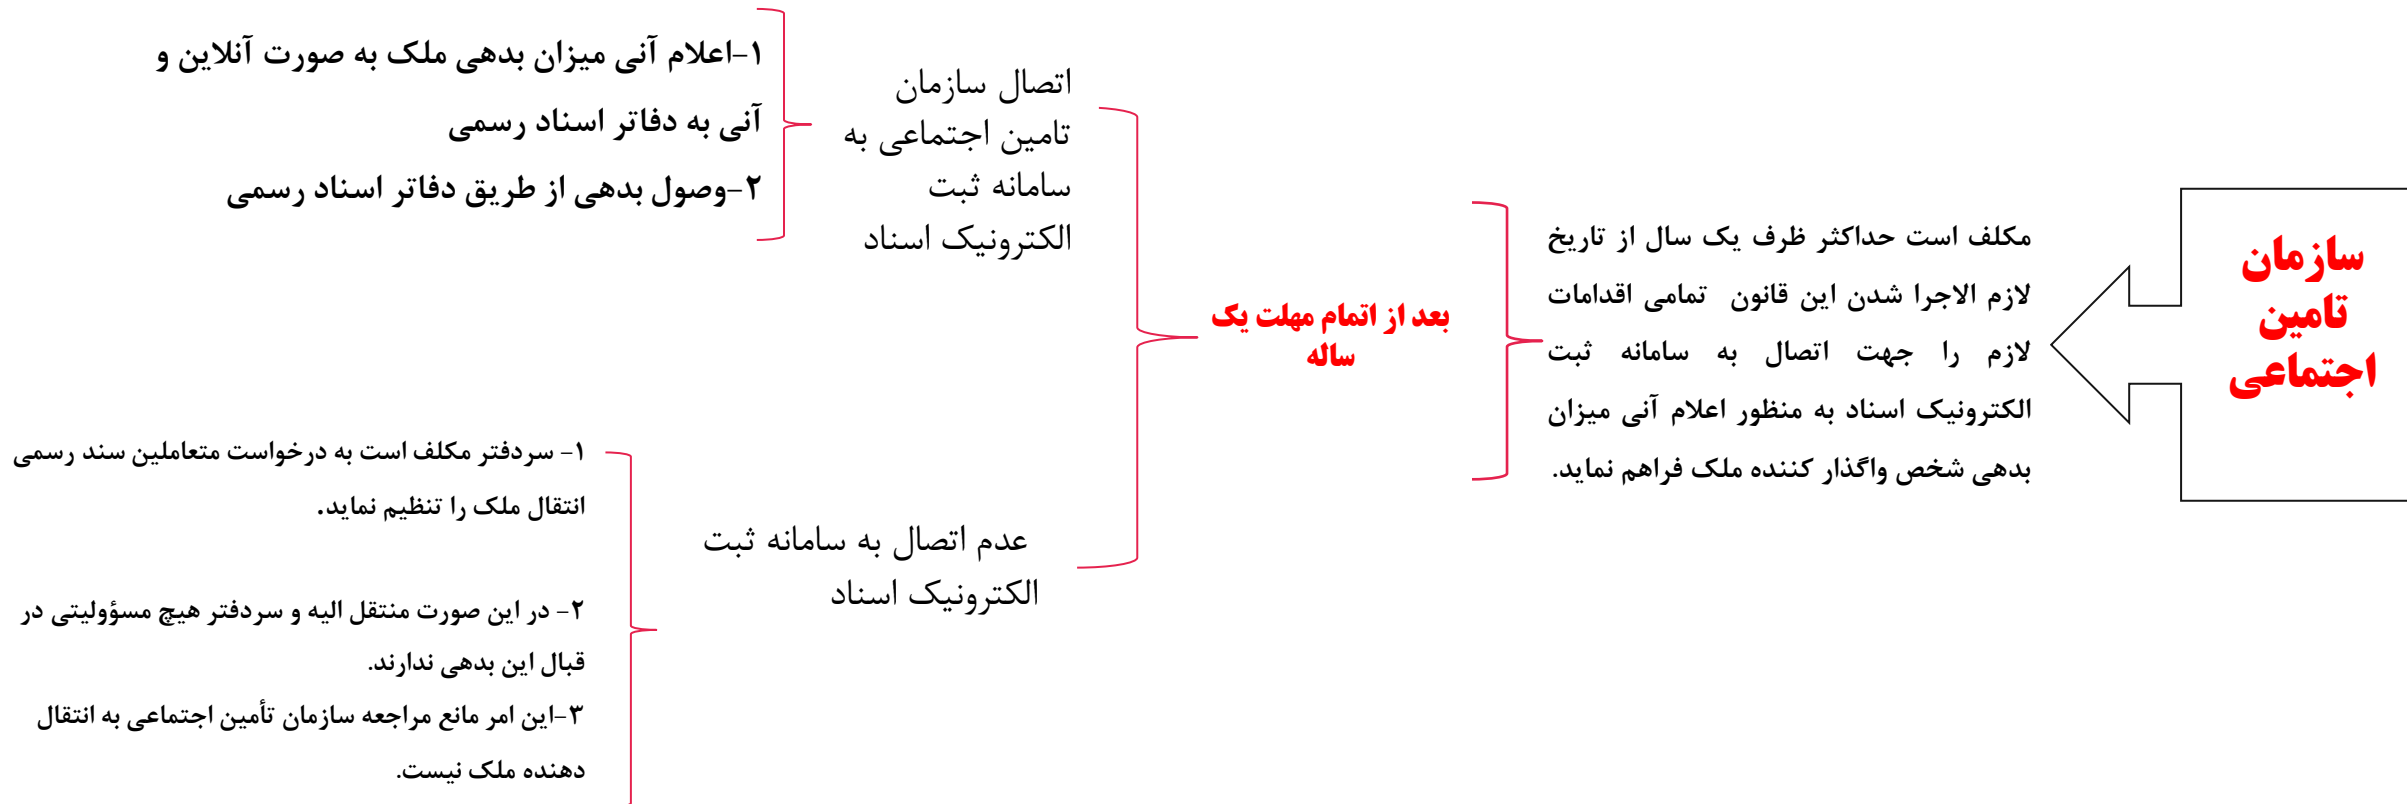 سازمان
تامین
اجتماعی
مکلف است حداکثر ظرف یک سال از تاریخ
لازم الاجرا شدن این قانون تمامی اقدامات
لازم را جهت اتصال به سامانه ثبت
الکترونیک اسناد به منظور اعلام آنی میزان
بدهی شخص واگذار کننده ملک فراهم نماید.
بعد از اتمام مهلت یک
ساله
اتصال سازمان
تامین اجتماعی به
سامانه ثبت
الکترونیک اسناد
۱-اعلام آنی میزان بدهی ملک به صورت آنلاین و
آنی به دفاتر اسناد رسمی
۲-وصول بدهی از طریق دفاتر اسناد رسمی
عدم اتصال به سامانه ثبت
الکترونیک اسناد
۱- سردفتر مکلف است به درخواست متعاملین سند رسمی
انتقال ملک را تنظیم نماید.
۲- در این صورت منتقل الیه و سردفتر هیچ مسؤولیتی در
قبال این بدهی ندارند.
۳-این امر مانع مراجعه سازمان تأمین اجتماعی به انتقال
دهنده ملک نیست.